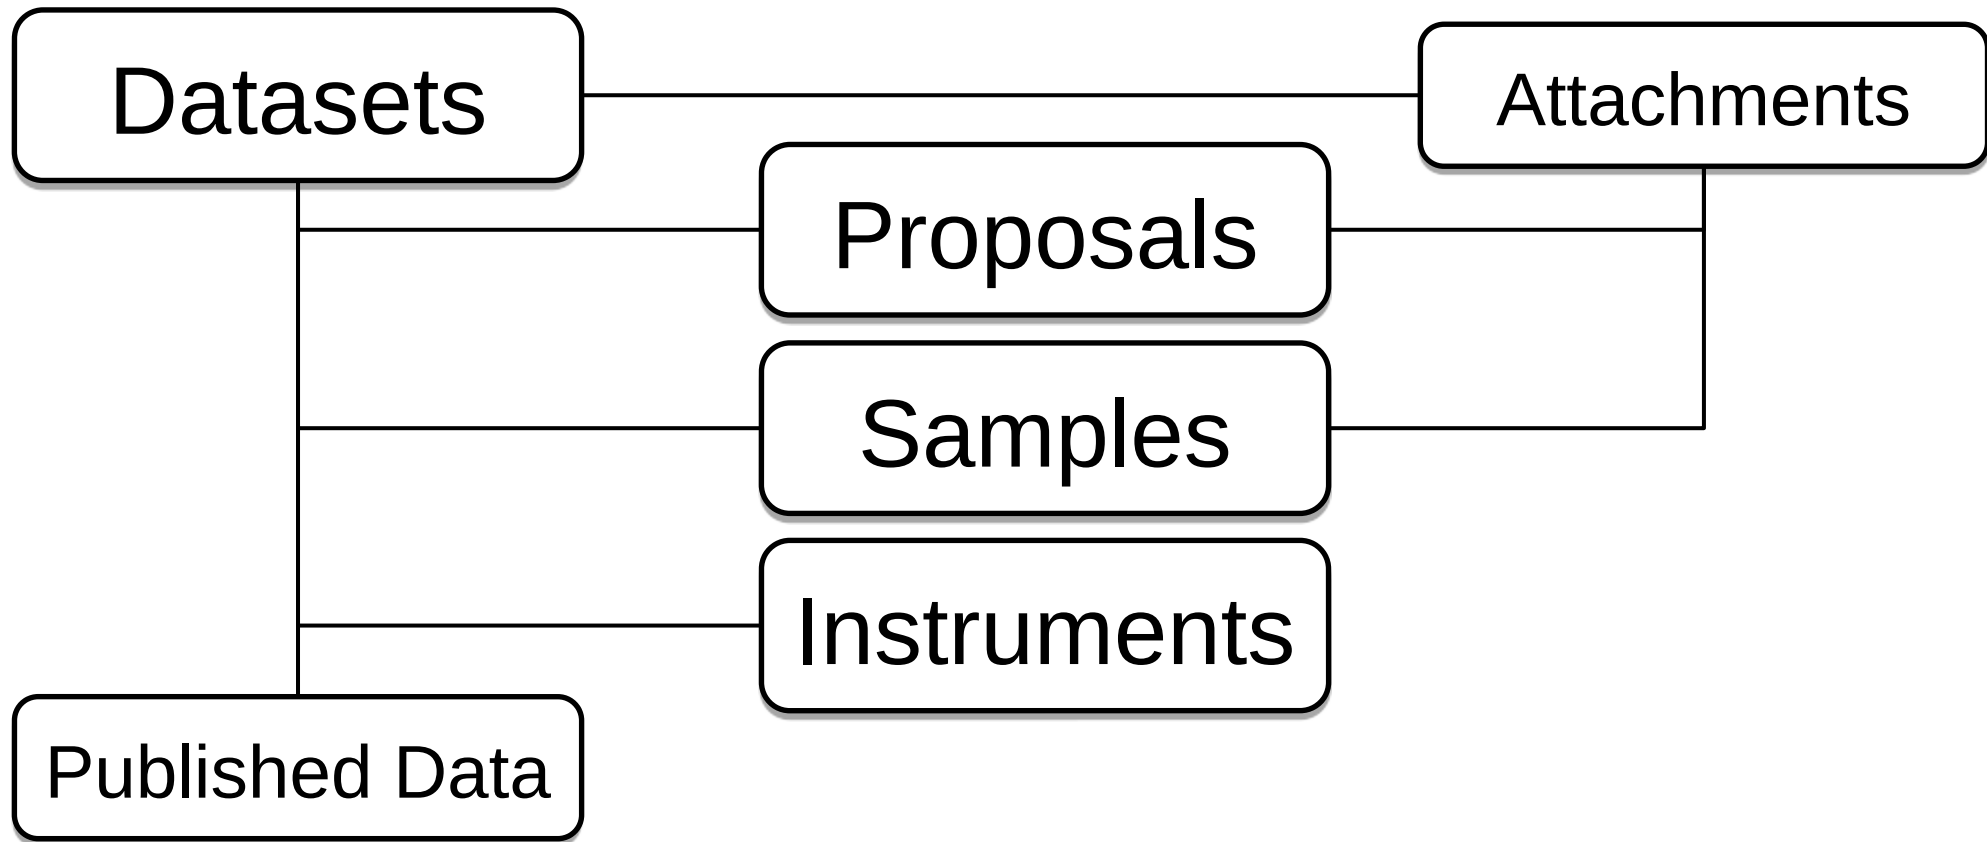 Datasets
Attachments
Proposals
Samples
Instruments
Published Data